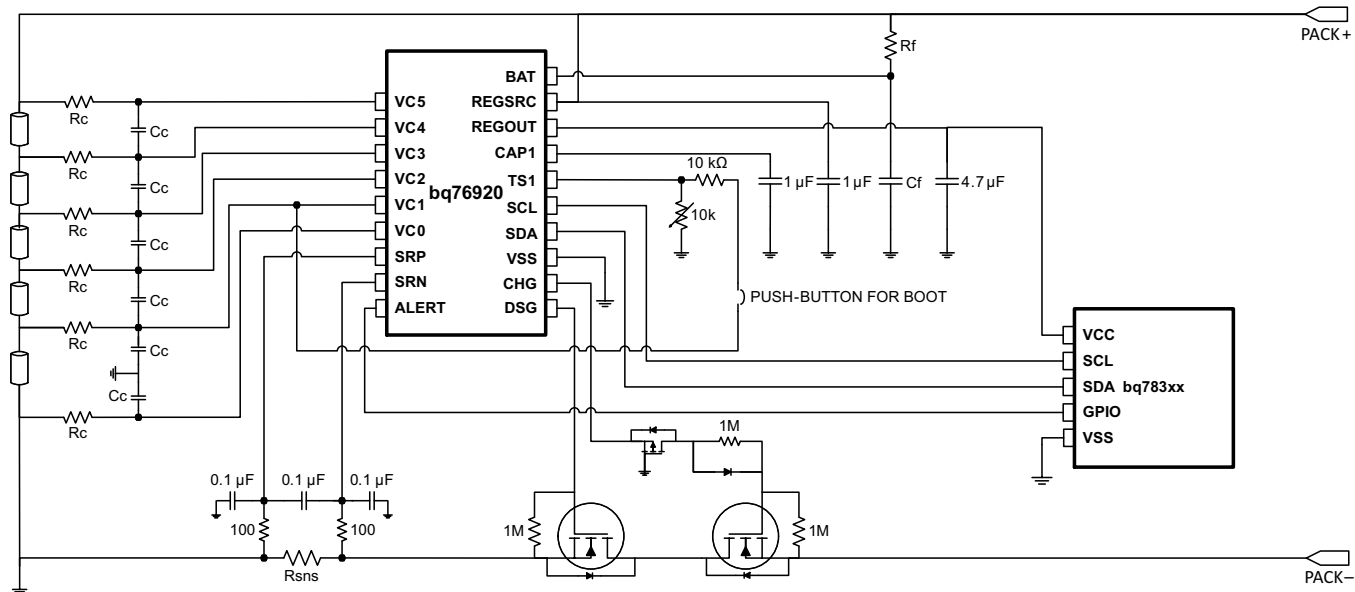 PACK+
Rf
BAT
VC5 REGSRC
Rc Cc
VC4 REGOUT
VC3 CAP1
Rc Cc
10 kΩ
VC2 TS1
1 µF 1 µF Cf 4.7 µF
bq76920
VC1 SCL
10k
Rc Cc
VC0 SDA
SRP VSS
Rc Cc
SRN CHG
PUSH-BUTTON FOR BOOT
ALERT DSG
Rc Cc
VCC
SCL
SDA bq783xx
Cc
GPIO
Rc
1M
VSS
0.1 µF 0.1 µF 0.1 µF
100 100
1M 1M
Rsns
PACK–